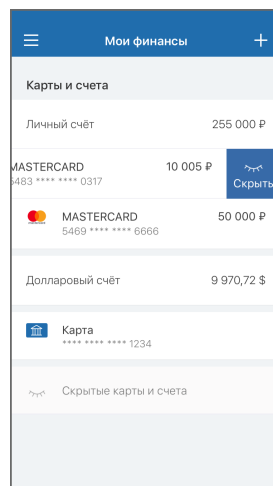 Мои финансы
Карты и счета
Личный счёт 255 000 ₽
MASTERCARD 10 005 ₽
5483 **** **** 0317
Скрыть
MASTERCARD 50 000 ₽
5469 **** **** 6666
Долларовый счёт 9 970,72 $
Карта
**** **** **** 1234
Скрытые карты и счета